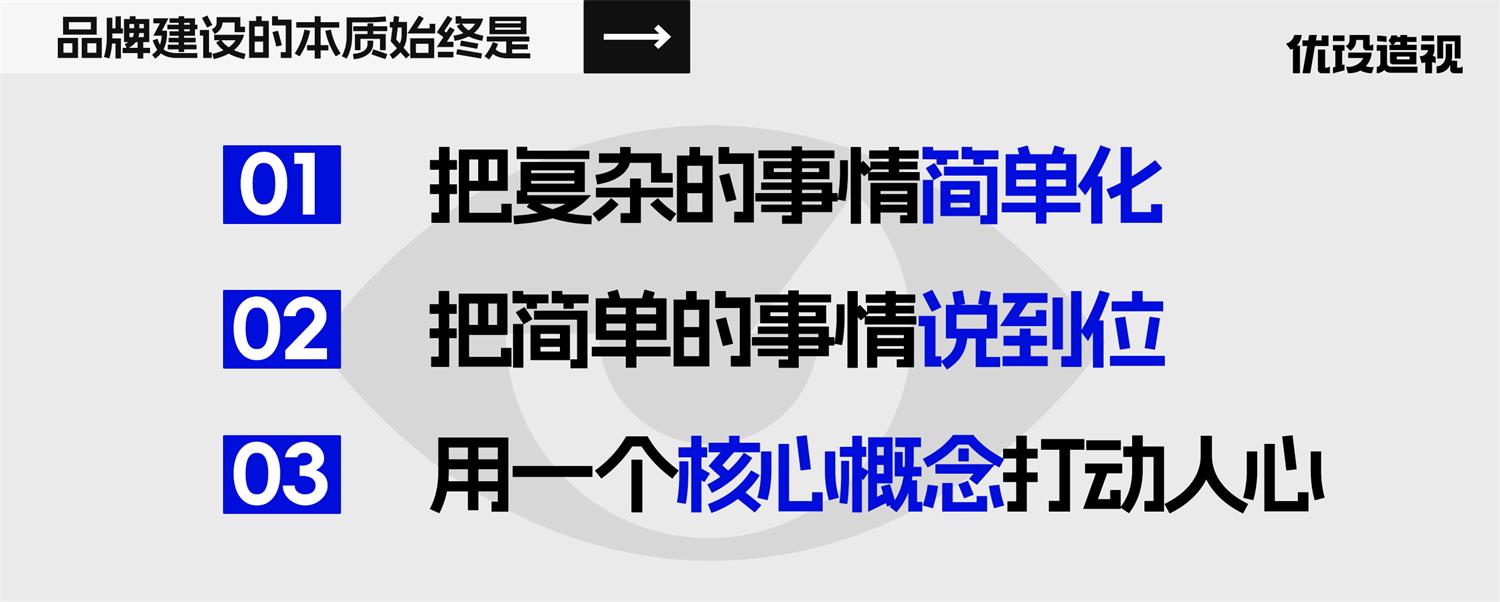 品牌建设的本质始终是 →
优设造视
01 把复杂的事情简单化
02 把简单的事情说到位
03 用一个核心概念打动人心